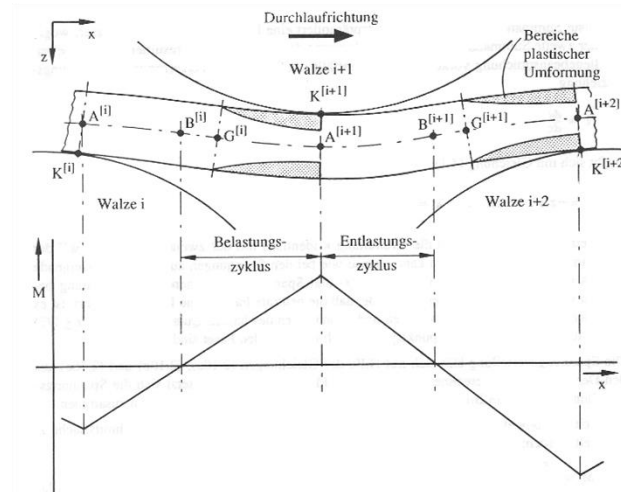 Durchlaufrichtung
x
z
Walze i+1
Bereiche
plastischer
Umformung
K[i+1]
A[i]
B[i]
G[i]
A[i+1]
B[i+1]
G[i+1]
A[i+2]
K[i]
K[i+2]
Walze i
Walze i+2
Belastungs-
zyklus
Entlastungs-
zyklus
M
x